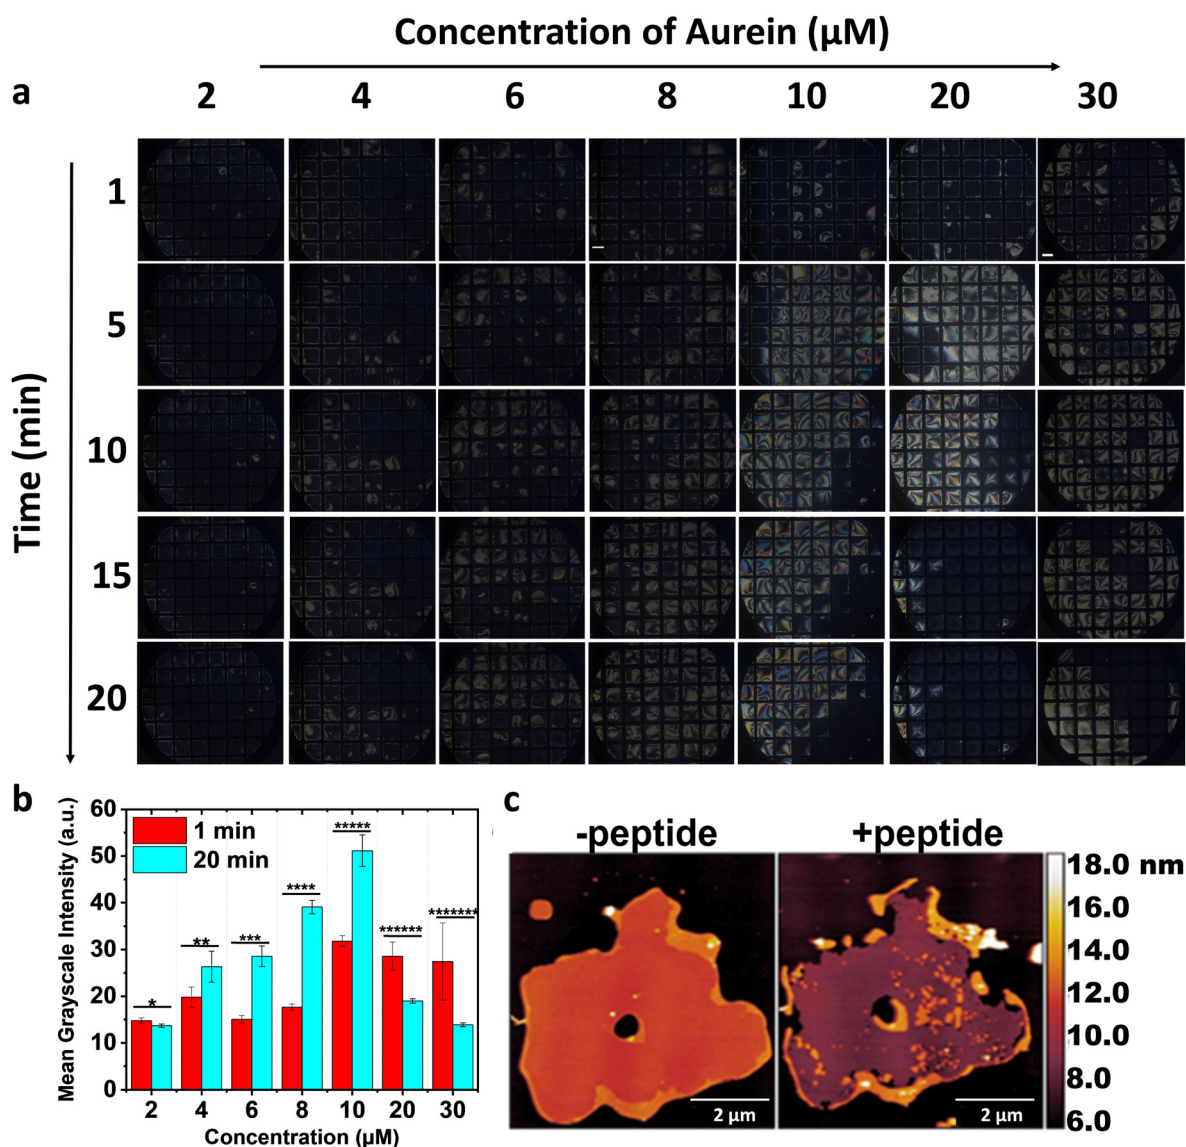 Concentration of Aurein (µM)
a
2 4 6 8 10 20 30
Time (min)
1
5
10
15
20
b
Mean Grayscale Intensity (a.u.)
60
50
40
30
20
10
0
1 min
20 min
*
**
***
****
*****
******
*******
2 4 6 8 10 20 30
Concentration (µM)
c
-peptide +peptide
2 µm 2 µm
18.0 nm
16.0
14.0
12.0
10.0
8.0
6.0